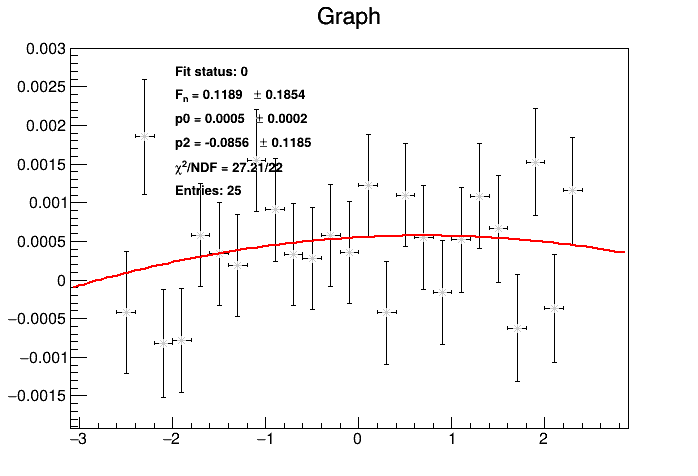 Graph
0.003
0.0025
0.002
0.0015
0.001
0.0005
0
−0.0005
−0.001
−0.0015
Fit status: 0
Fn = 0.1189 ± 0.1854
p0 = 0.0005 ± 0.0002
p2 = -0.0856 ± 0.1185
χ²/NDF = 27.21/22
Entries: 25
−3 −2 −1 0 1 2